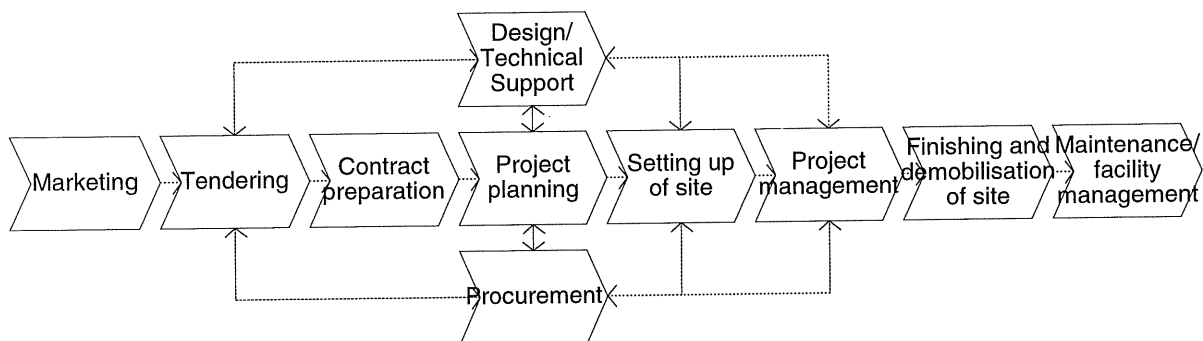 Design/
Technical
Support
Marketing
Tendering
Contract
preparation
Project
planning
Setting up
of site
Project
management
Finishing and
demobilisation
of site
Maintenance/
facility
management
Procurement